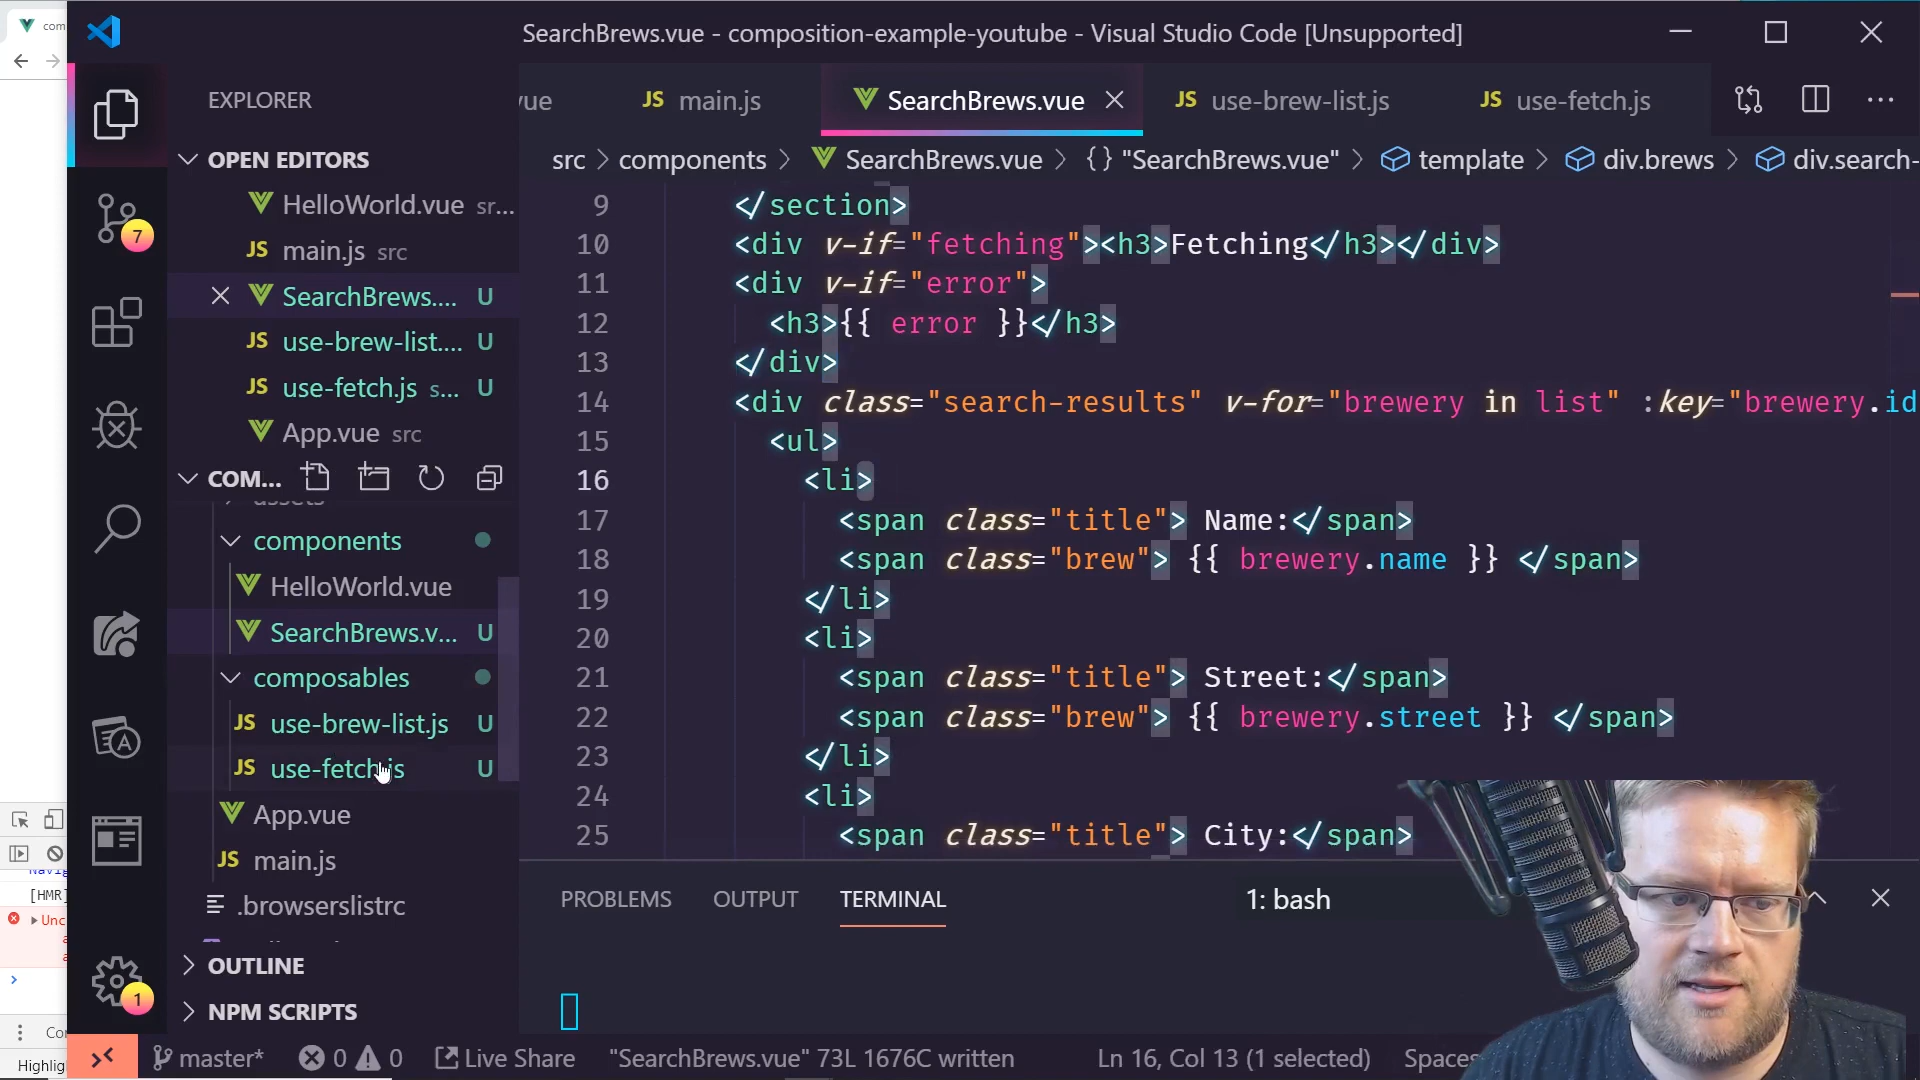 com
SearchBrews.vue - composition-example-youtube - Visual Studio Code [Unsupported]
EXPLORER
vue
JS main.js
SearchBrews.vue
JS use-brew-list.js
JS use-fetch.js
OPEN EDITORS
src > components > SearchBrews.vue > {} "SearchBrews.vue" > template > div.brews > div.search-
HelloWorld.vue sr...
JS main.js src
SearchBrews.... U
JS use-brew-list.... U
JS use-fetch.js s... U
App.vue src
7
COM...
components
HelloWorld.vue
SearchBrews.v... U
composables
JS use-brew-list.js U
JS use-fetch.js U
App.vue
JS main.js
.browserslistrc
OUTLINE
NPM SCRIPTS
1
9 </section>
10 <div v-if="fetching"><h3>Fetching</h3></div>
11 <div v-if="error">
12 <h3>{{ error }}</h3>
13 </div>
14 <div class="search-results" v-for="brewery in list" :key="brewery.id
15 <ul>
16 <li>
17 <span class="title"> Name:</span>
18 <span class="brew"> {{ brewery.name }} </span>
19 </li>
20 <li>
21 <span class="title"> Street:</span>
22 <span class="brew"> {{ brewery.street }} </span>
23 </li>
24 <li>
25 <span class="title"> City:</span>
PROBLEMS
OUTPUT
TERMINAL
1: bash
[HMR]
Unc
Highlig
master*
0
0
Live Share
"SearchBrews.vue" 73L 1676C written
Ln 16, Col 13 (1 selected)
Spaces